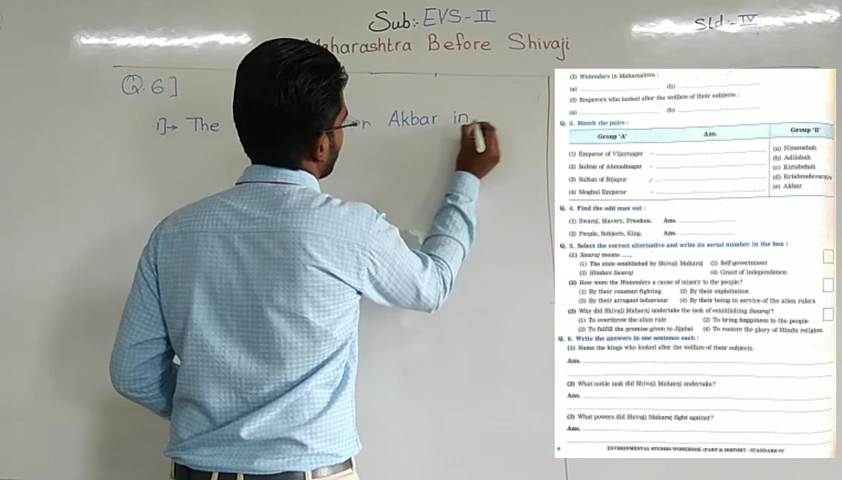 Sub:- EVS-II
Std:- IV
Maharashtra Before Shivaji
Q.6]
1]→ The Akbar in
(2) Watandars in Maharashtra :
(a) (b)
(3) Emperors who looked after the welfare of their subjects :
(a) (b)
Q. 3. Match the pairs :
Group 'A' Ans. Group 'B'
(1) Emperor of Vijaynagar – (a) Nizamshah
(2) Sultan of Ahmadnagar – (b) Adilshah
(3) Sultan of Bijapur – (c) Kutubshah
(4) Moghul Emperor – (d) Krishnadevaraya
(e) Akbar
Q. 4. Find the odd man out :
(1) Swaraj, Slavery, Freedom. Ans.
(2) People, Subjects, King. Ans.
Q. 5. Select the correct alternative and write its serial number in the box :
(1) Swaraj means .....
(1) The state established by Shivaji Maharaj (2) Self-government
(3) Hindavi Swaraj (4) Grant of independence.
(2) How were the Watandars a cause of misery to the people?
(1) By their constant fighting (2) By their exploitation
(3) By their arrogant behaviour (4) By their being in service of the alien rulers
(3) Why did Shivaji Maharaj undertake the task of establishing Swaraj?
(1) To overthrow the alien rule (2) To bring happiness to the people
(3) To fulfill the promise given to Jijabai (4) To restore the glory of Hindu religion.
Q. 6. Write the answers in one sentence each :
(1) Name the kings who looked after the welfare of their subjects.
Ans.
(2) What noble task did Shivaji Maharaj undertake?
Ans.
(3) What powers did Shivaji Maharaj fight against?
Ans.
6 ENVIRONMENTAL STUDIES WORKBOOK (PART 2) HISTORY : STANDARD IV